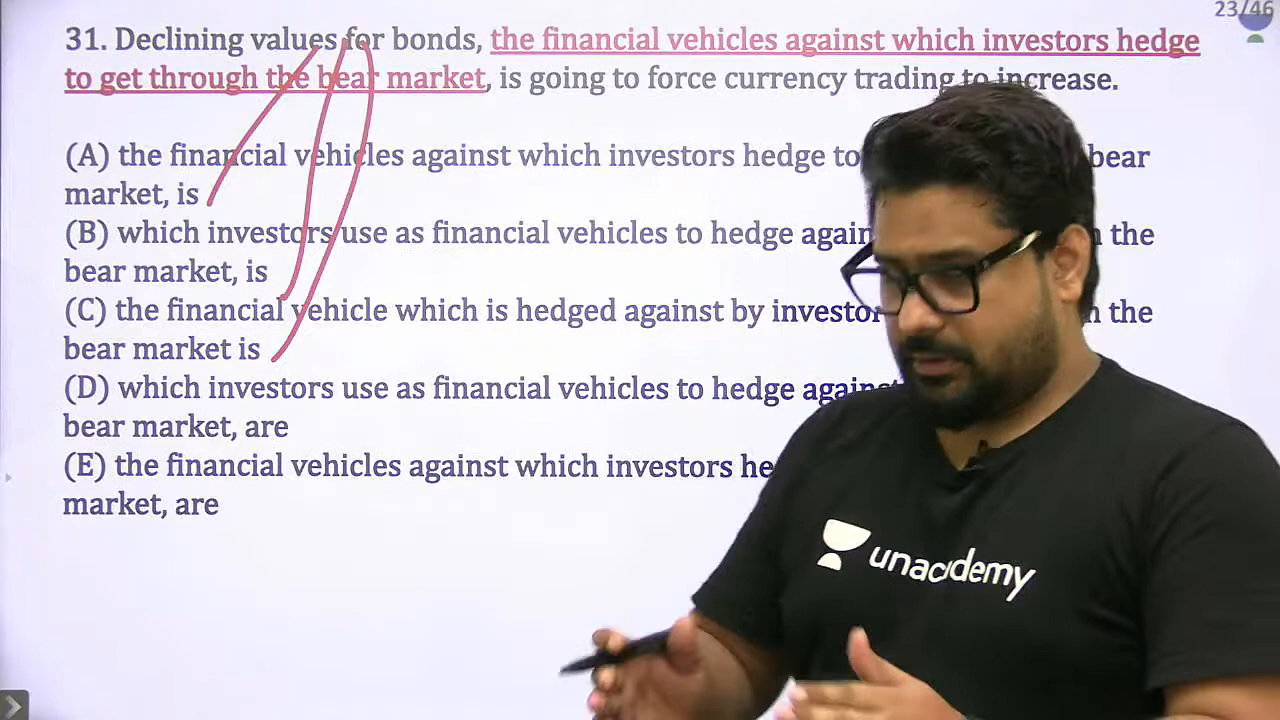 23/46
31. Declining values for bonds, the financial vehicles against which investors hedge
to get through the bear market, is going to force currency trading to increase.
(A) the financial vehicles against which investors hedge to bear
market, is
(B) which investors use as financial vehicles to hedge again the
bear market, is
(C) the financial vehicle which is hedged against by investor the
bear market is
(D) which investors use as financial vehicles to hedge against
bear market, are
(E) the financial vehicles against which investors he
market, are
unacademy